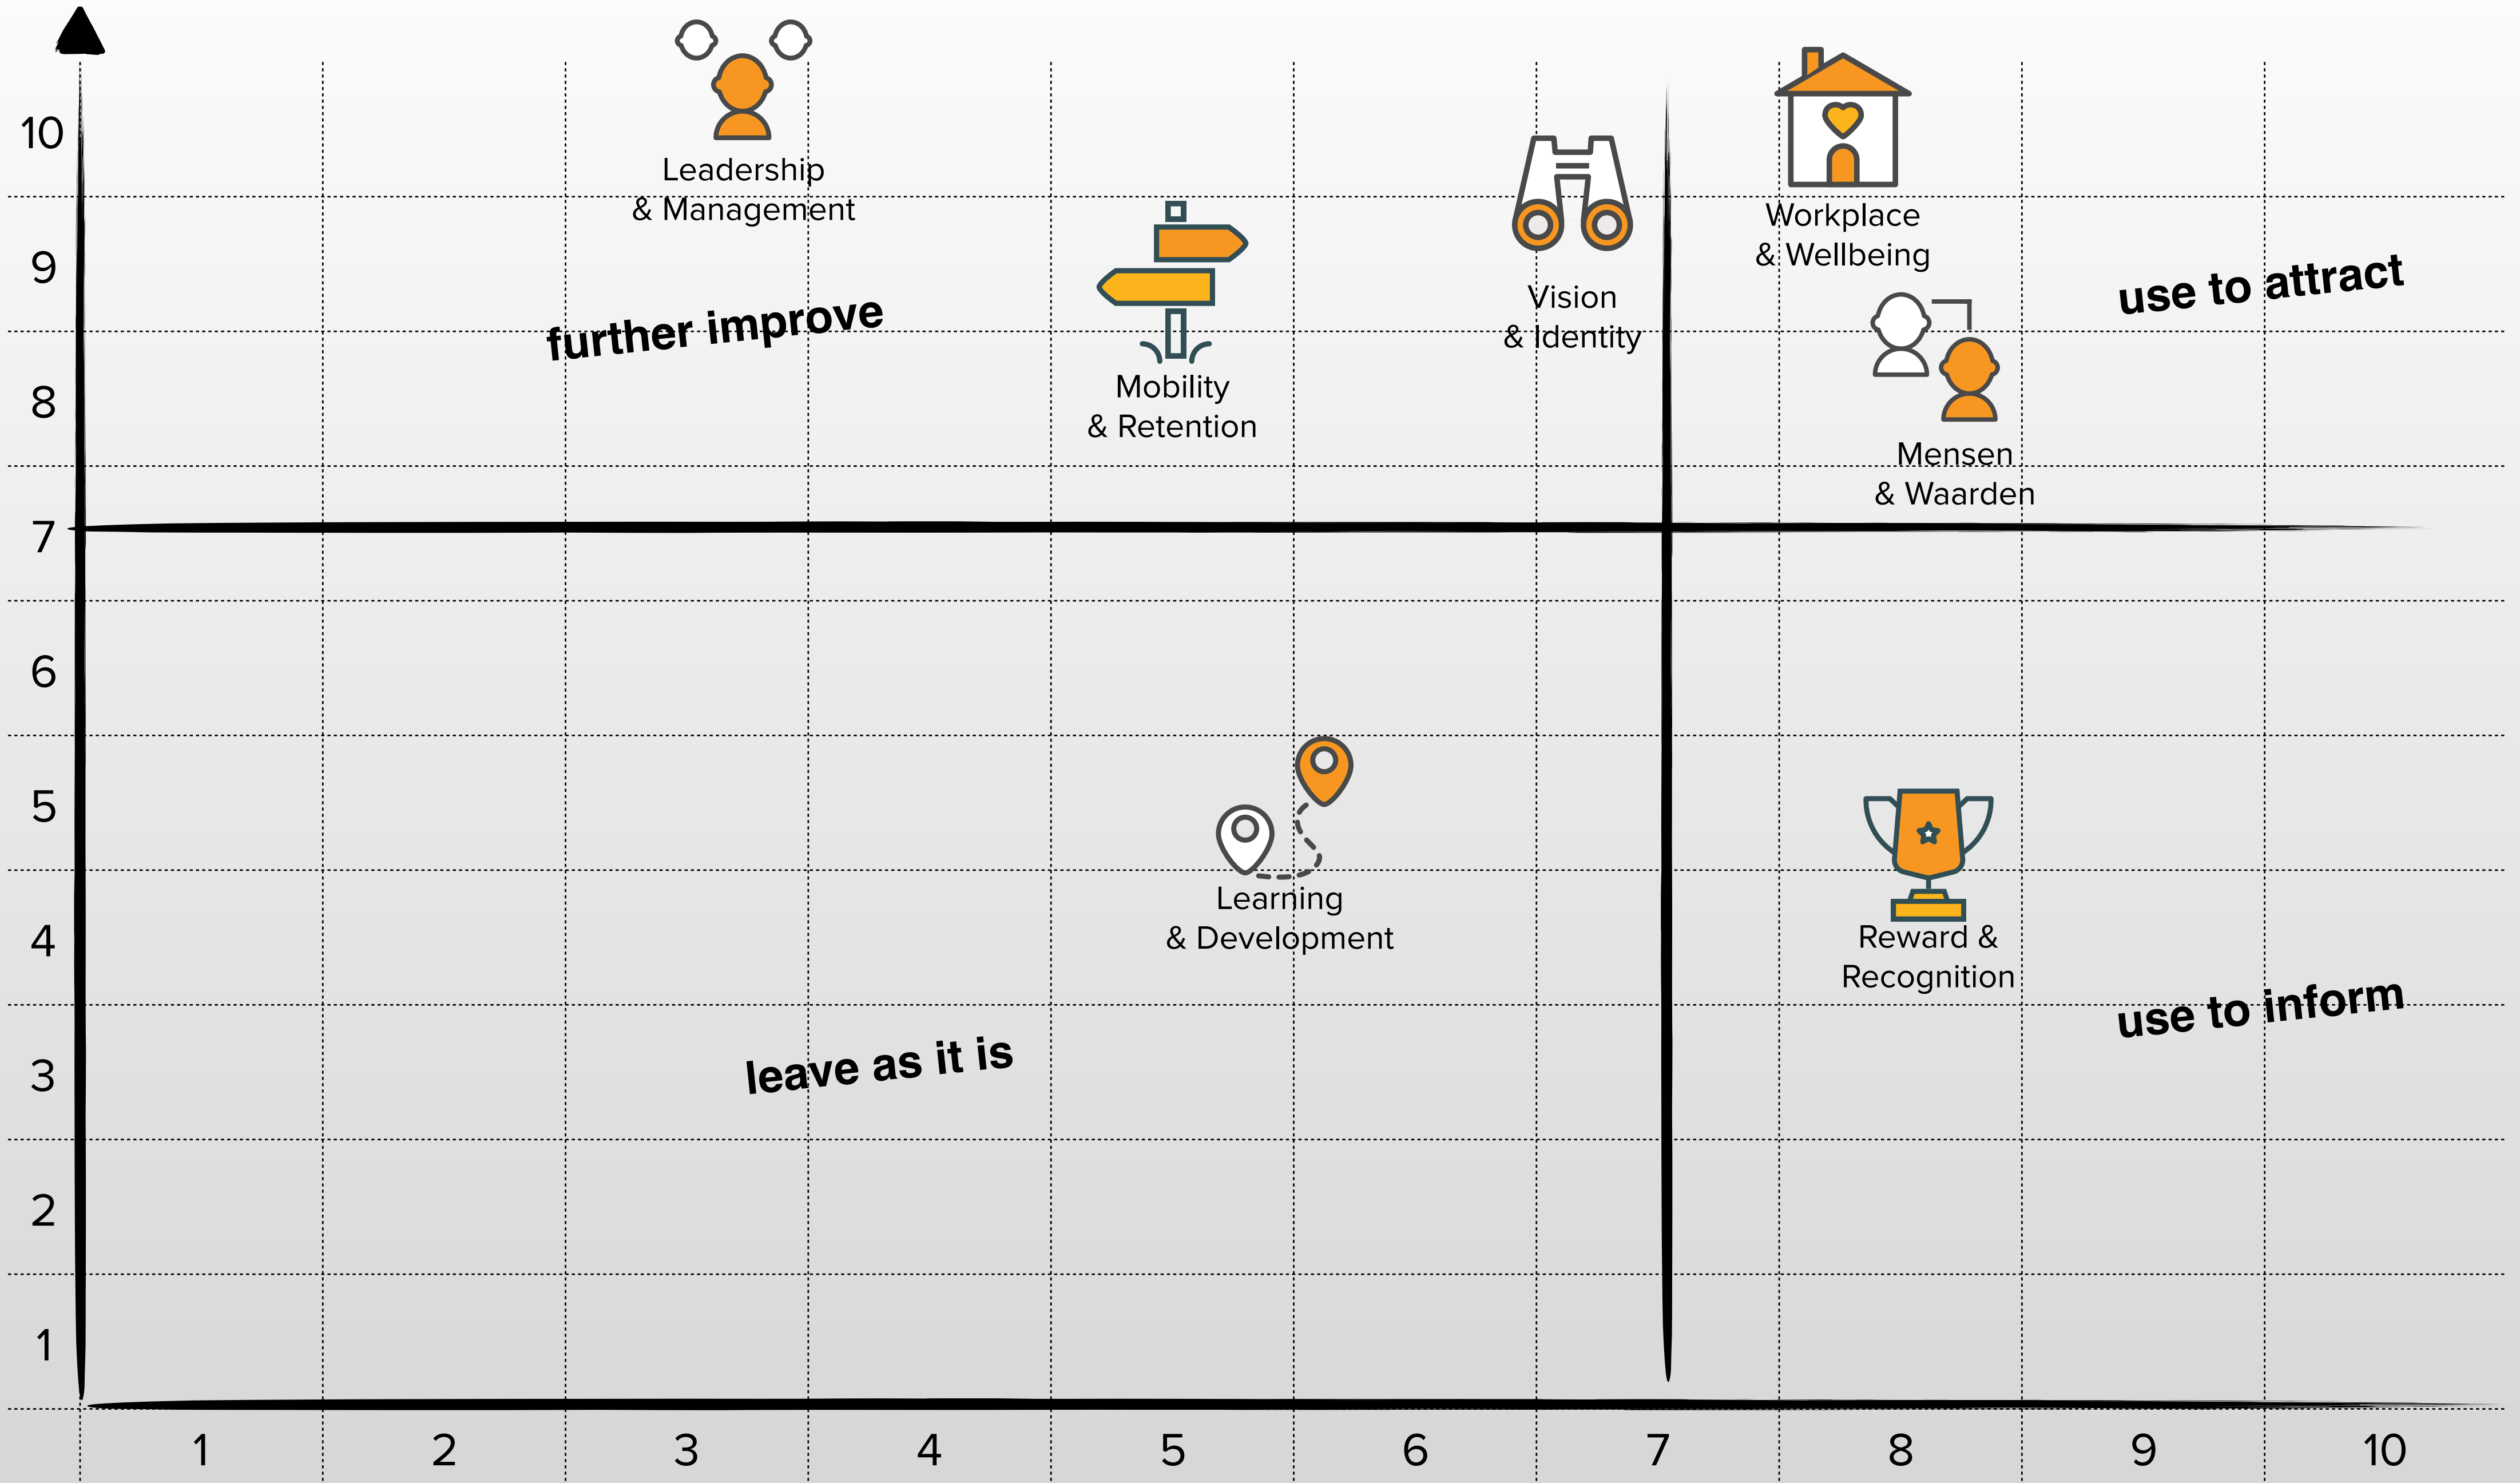 10
Leadership
& Management
Workplace
& Wellbeing
9
Vision
& Identity
use to attract
further improve
Mobility
& Retention
8
Mensen
& Waarden
7
6
5
Learning
& Development
4
Reward &
Recognition
use to inform
leave as it is
3
2
1
1 2 3 4 5 6 7 8 9 10